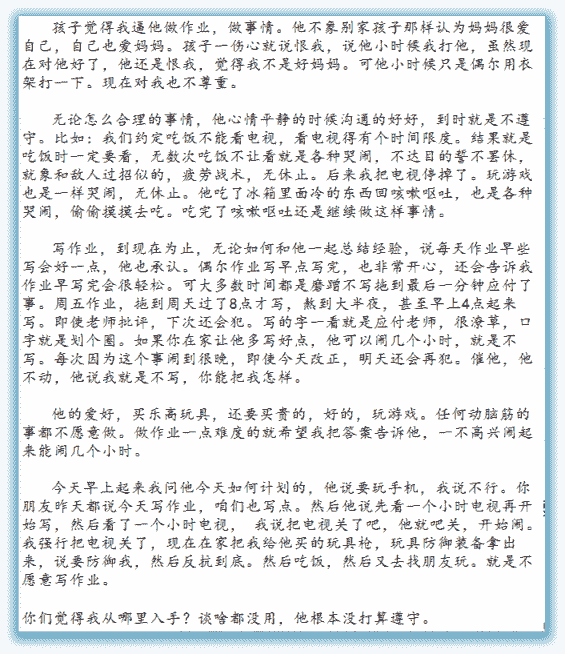 孩子觉得我逼他做作业，做事情。他不象别家孩子那样认为妈妈很爱
自己，自己也爱妈妈。孩子一伤心就说恨我，说他小时候我打他，虽然现
在对他好了，他还是恨我，觉得我不是好妈妈。可他小时候只是偶尔用衣
架打一下。现在对我也不尊重。
无论怎么合理的事情，他心情平静的时候沟通的好好，到时就是不遵
守。比如：我们约定吃饭不能看电视，看电视得有个时间限度。结果就是
吃饭时一定要看，无数次吃饭不让看就是各种哭闹，不达目的誓不罢休，
就象和敌人过招似的，疲劳战术，无休止。后来我把电视停掉了。玩游戏
也是一样哭闹，无休止。他吃了冰箱里面冷的东西回咳嗽呕吐，也是各种
哭闹，偷偷摸摸去吃。吃完了咳嗽呕吐还是继续做这样事情。
写作业，到现在为止，无论如何和他一起总结经验，说每天作业早些
写会好一点，他也承认。偶尔作业写早点写完，也非常开心，还会告诉我
作业早写完会很轻松。可大多数时间都是磨蹭不写拖到最后一分钟应付了
事。周五作业，拖到周天过了8点才写，熬到大半夜，甚至早上4点起来
写。即使老师批评，下次还会犯。写的字一看就是应付老师，很潦草，口
字就是划个圈。如果你在家让他多写好点，他可以闹几个小时，就是不
写。每次因为这个事闹到很晚，即使今天改正，明天还会再犯。催他，他
不动，他说我就是不写，你能把我怎样。
他的爱好，买乐高玩具，还要买贵的，好的，玩游戏。任何动脑筋的
事都不愿意做。做作业一点难度的就希望我把答案告诉他，一不高兴闹起
来能闹几个小时。
今天早上起来我问他今天如何计划的，他说要玩手机，我说不行。你
朋友昨天都说今天写作业，咱们也写点。然后他说先看一个小时电视再开
始写，然后看了一个小时电视， 我说把电视关了吧，他就吧关，开始闹。
我强行把电视关了，现在在家把我给他买的玩具枪，玩具防御装备拿出
来，说要防御我，然后反抗到底。然后吃饭，然后又去找朋友玩。就是不
愿意写作业。
你们觉得我从哪里入手？谈啥都没用，他根本没打算遵守。